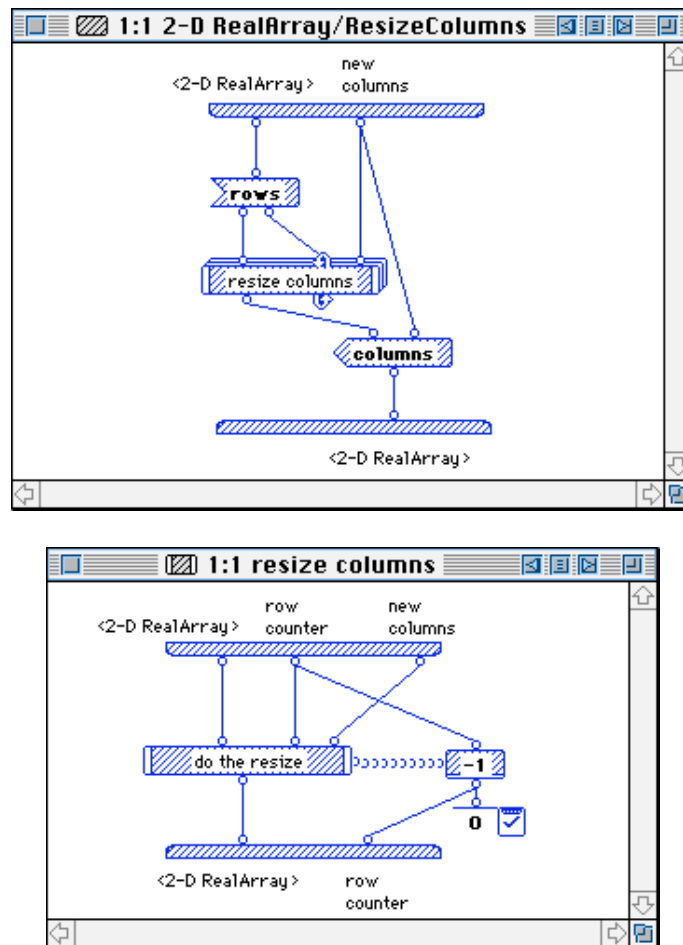 1:1 2-D RealArray/ResizeColumns
new
<2-D RealArray> columns
rows
resize columns
columns
<2-D RealArray>
1:1 resize columns
row new
<2-D RealArray> counter columns
do the resize -1
0
<2-D RealArray> row
counter